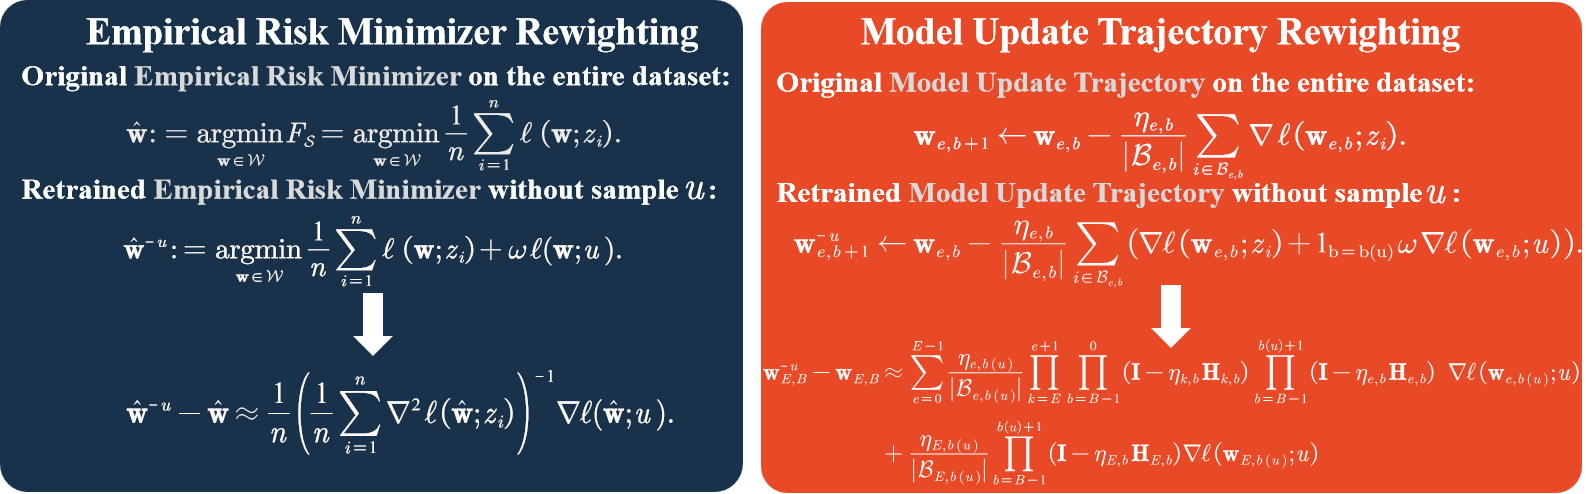 Empirical Risk Minimizer Rewighting
Original Empirical Risk Minimizer on the entire dataset:
$\hat{\mathbf{w}} := \underset{\mathbf{w} \in \mathcal{W}}{\operatorname{argmin}} F_{\mathcal{S}} = \underset{\mathbf{w} \in \mathcal{W}}{\operatorname{argmin}} \frac{1}{n} \sum_{i=1}^{n} \ell(\mathbf{w}; z_i).$
Retrained Empirical Risk Minimizer without sample $u$:
$\hat{\mathbf{w}}^{-u} := \underset{\mathbf{w} \in \mathcal{W}}{\operatorname{argmin}} \frac{1}{n} \sum_{i=1}^{n} \ell(\mathbf{w}; z_i) + \omega \ell(\mathbf{w}; u).$
$\hat{\mathbf{w}}^{-u} - \hat{\mathbf{w}} \approx \frac{1}{n} \left( \frac{1}{n} \sum_{i=1}^{n} \nabla^2 \ell(\hat{\mathbf{w}}; z_i) \right)^{-1} \nabla \ell(\hat{\mathbf{w}}; u).$
Model Update Trajectory Rewighting
Original Model Update Trajectory on the entire dataset:
$\mathbf{w}_{e,b+1} \leftarrow \mathbf{w}_{e,b} - \frac{\eta_{e,b}}{|\mathcal{B}_{e,b}|} \sum_{i \in \mathcal{B}_{e,b}} \nabla \ell(\mathbf{w}_{e,b}; z_i).$
Retrained Model Update Trajectory without sample $u$:
$\mathbf{w}_{e,b+1}^{-u} \leftarrow \mathbf{w}_{e,b} - \frac{\eta_{e,b}}{|\mathcal{B}_{e,b}|} \sum_{i \in \mathcal{B}_{e,b}} (\nabla \ell(\mathbf{w}_{e,b}; z_i) + 1_{\mathrm{b=b(u)}} \omega \nabla \ell(\mathbf{w}_{e,b}; u)).$
$\mathbf{w}_{E,B}^{-u} - \mathbf{w}_{E,B} \approx \sum_{e=0}^{E-1} \frac{\eta_{e,b(u)}}{|\mathcal{B}_{e,b(u)}|} \prod_{k=E}^{e+1} \prod_{b=B-1}^{0} (\mathbf{I} - \eta_{k,b} \mathbf{H}_{k,b}) \prod_{b=B-1}^{b(u)+1} (\mathbf{I} - \eta_{e,b} \mathbf{H}_{e,b}) \nabla \ell(\mathbf{w}_{e,b(u)}; u)$
$+ \frac{\eta_{E,b(u)}}{|\mathcal{B}_{E,b(u)}|} \prod_{b=B-1}^{b(u)+1} (\mathbf{I} - \eta_{E,b} \mathbf{H}_{E,b}) \nabla \ell(\mathbf{w}_{E,b(u)}; u)$